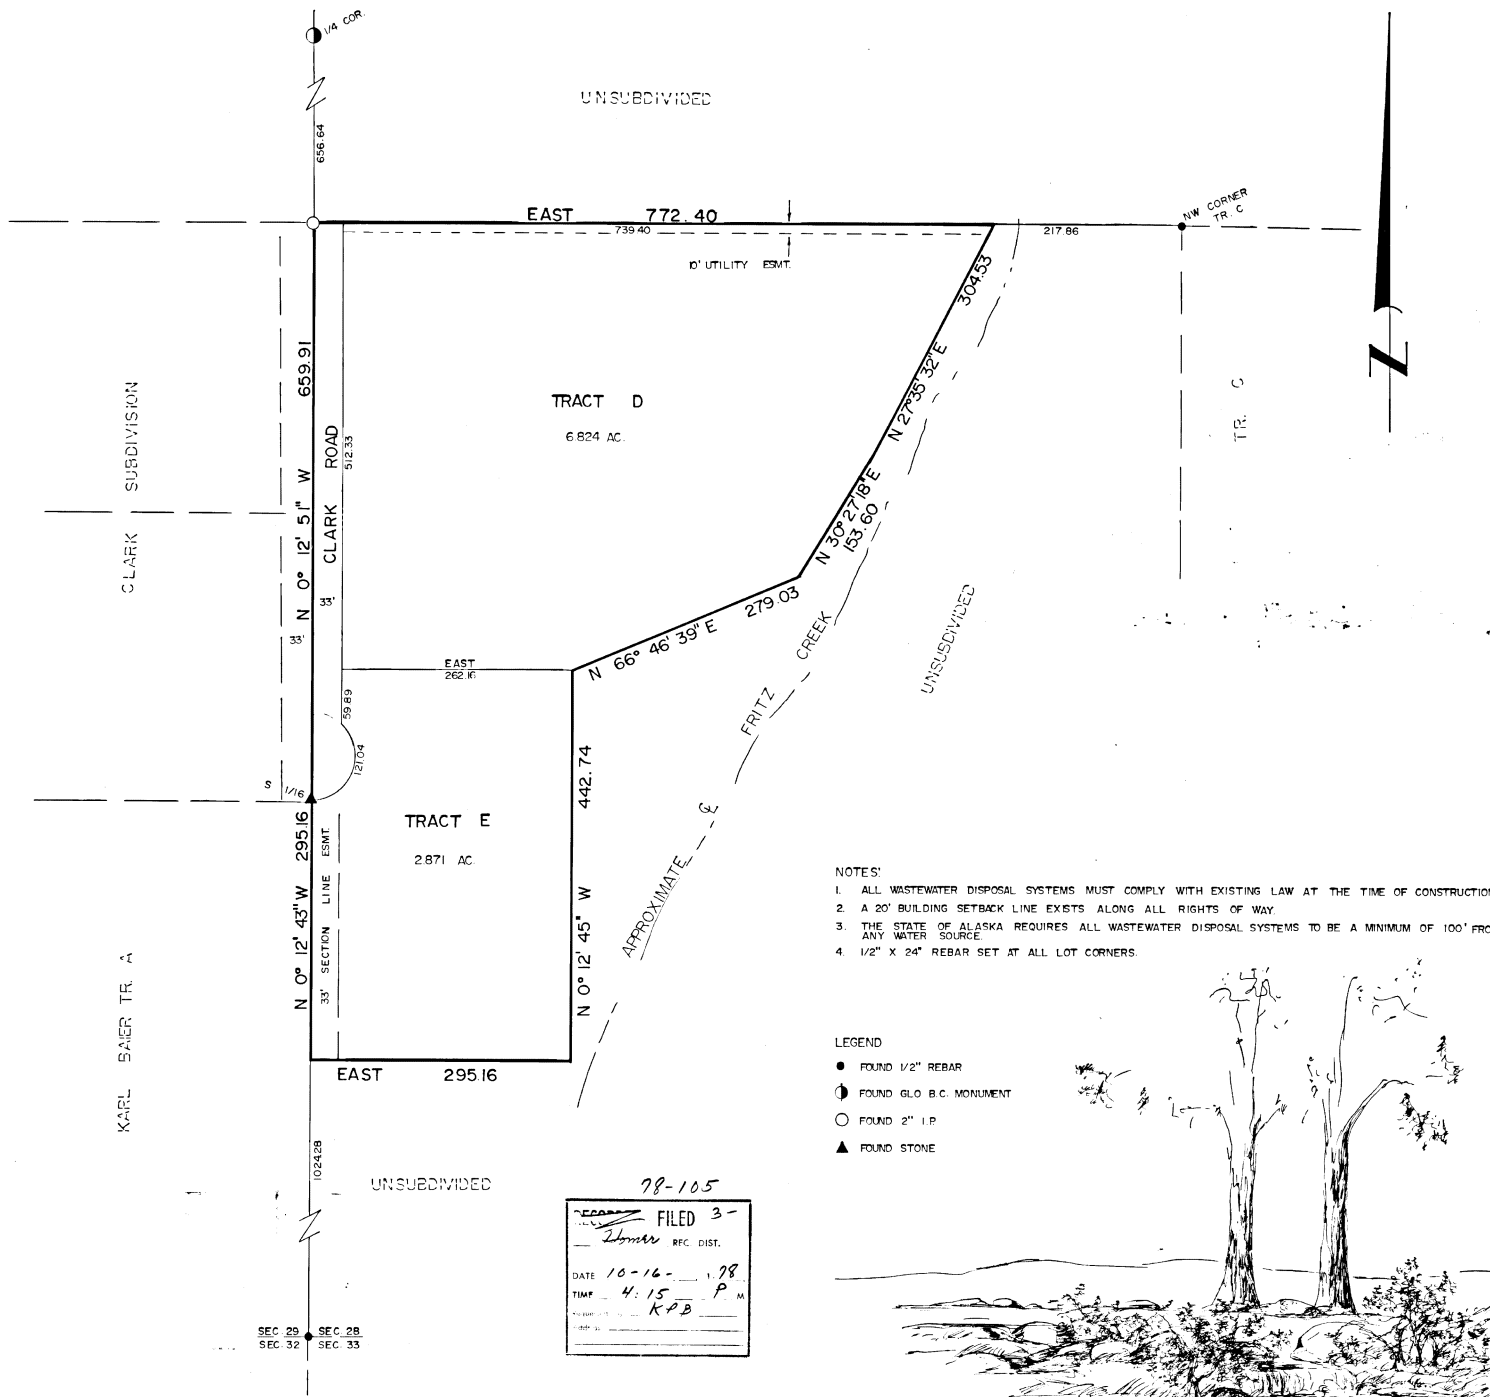 1/4 COR.
UNSUBDIVIDED
656.64
EAST 772.40
739.40
10' UTILITY ESMT.
NW CORNER
TR. C
217.86
304.53
N 27° 35' 32" E
N 30° 27' 18" E
153.60
TR. C
Z
CLARK SUBDIVISION
659.91
N 0° 12' 51" W
CLARK ROAD
512.33
33'
33'
TRACT D
6.824 AC.
N 66° 46' 39" E 279.03
EAST
262.16
59.89
121.04
S 1/16
APPROXIMATE ℄ FRITZ CREEK
UNSUBDIVIDED
442.74
N 0° 12' 45" W
TRACT E
2.871 AC.
295.16
N 0° 12' 43" W
33' SECTION LINE ESMT.
EAST 295.16
KARL BAIER TR. A
1024.28
UNSUBDIVIDED
NOTES:
1. ALL WASTEWATER DISPOSAL SYSTEMS MUST COMPLY WITH EXISTING LAW AT THE TIME OF CONSTRUCTIO
2. A 20' BUILDING SETBACK LINE EXISTS ALONG ALL RIGHTS OF WAY.
3. THE STATE OF ALASKA REQUIRES ALL WASTEWATER DISPOSAL SYSTEMS TO BE A MINIMUM OF 100' FRO
ANY WATER SOURCE.
4. 1/2" X 24" REBAR SET AT ALL LOT CORNERS.
LEGEND
FOUND 1/2" REBAR
FOUND GLO B.C. MONUMENT
FOUND 2" I.P.
FOUND STONE
78-105
FILED 3-
Homer REC. DIST.
DATE 10-16- 1978
TIME 4:15 P M
KPB
SEC. 29 SEC. 28
SEC. 32 SEC. 33